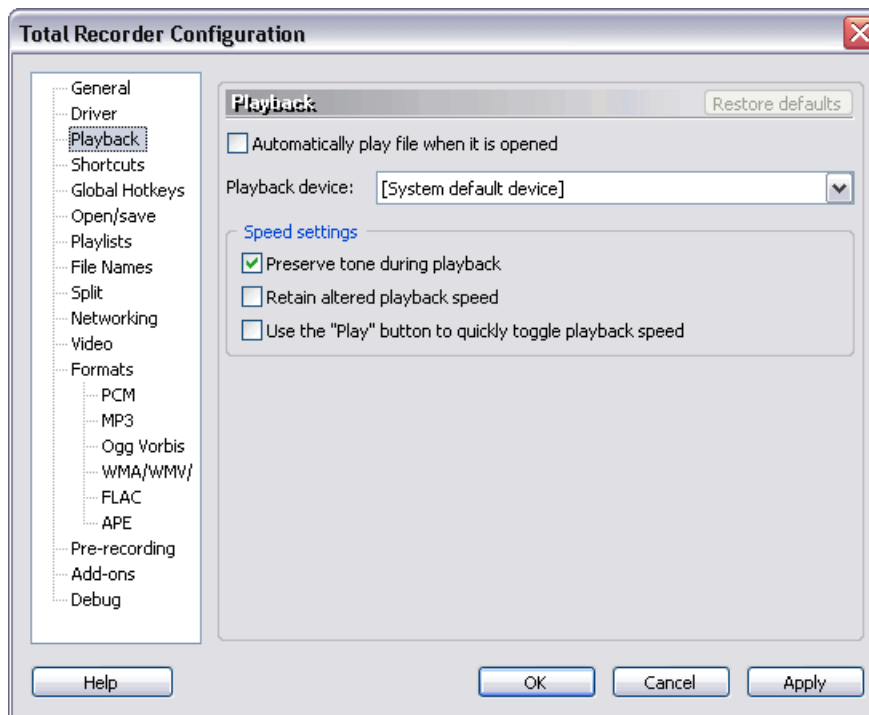 Total Recorder Configuration
General
Driver
Playback
Shortcuts
Global Hotkeys
Open/save
Playlists
File Names
Split
Networking
Video
Formats
PCM
MP3
Ogg Vorbis
WMA/WMV/
FLAC
APE
Pre-recording
Add-ons
Debug
Playback
Restore defaults
Automatically play file when it is opened
Playback device: [System default device]
Speed settings
Preserve tone during playback
Retain altered playback speed
Use the "Play" button to quickly toggle playback speed
Help
OK
Cancel
Apply